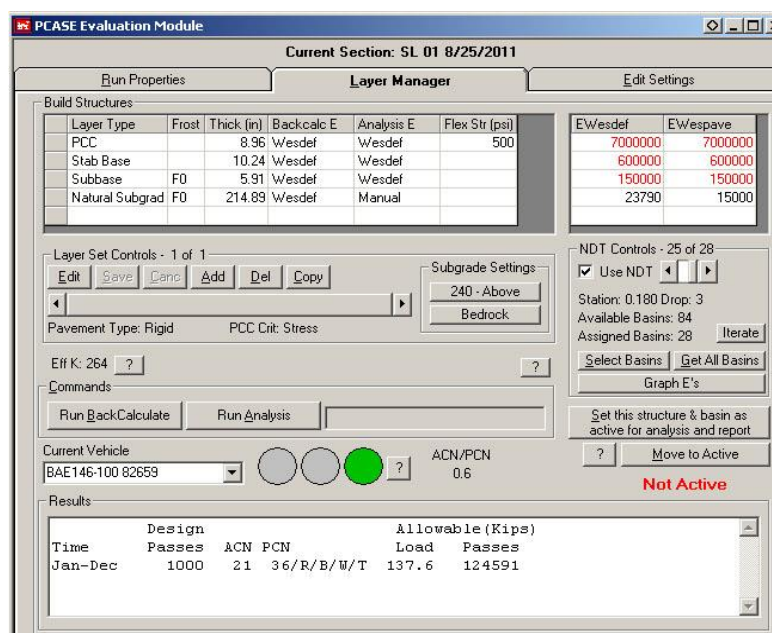 PCASE Evaluation Module
Current Section: SL 01 8/25/2011
Run Properties Layer Manager Edit Settings
Build Structures
Layer Type Frost Thick (in) Backcalc E Analysis E Flex Str (psi) EWesdef EWespave
PCC 8.96 Wesdef Wesdef 500 7000000 7000000
Stab Base 10.24 Wesdef Wesdef 600000 600000
Subbase F0 5.91 Wesdef Wesdef 150000 150000
Natural Subgrad F0 214.89 Wesdef Manual 23790 15000
Layer Set Controls - 1 of 1
Edit Save Canc Add Del Copy
Pavement Type: Rigid PCC Crit: Stress
Subgrade Settings
240 - Above
Bedrock
NDT Controls - 25 of 28
Use NDT
Station: 0.180 Drop: 3
Available Basins: 84
Assigned Basins: 28 Iterate
Select Basins Get All Basins
Graph E's
Eff K: 264 ? ?
Commands
Run BackCalculate Run Analysis
Set this structure & basin as
active for analysis and report
? Move to Active
Not Active
Current Vehicle
BAE146-100 82659 ?
ACN/PCN
0.6
Results
Design Allowable(Kips)
Time Passes ACN PCN Load Passes
Jan-Dec 1000 21 36/R/B/W/T 137.6 124591